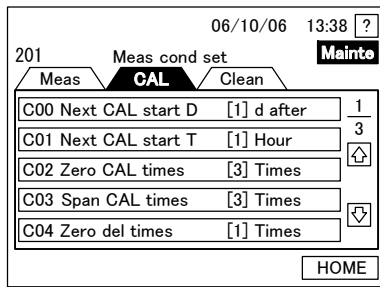 06/10/06 13:38 ?
201 Meas cond set Mainte
Meas CAL Clean
C00 Next CAL start D [1] d after
C01 Next CAL start T [1] Hour
C02 Zero CAL times [3] Times
C03 Span CAL times [3] Times
C04 Zero del times [1] Times
1
3
HOME